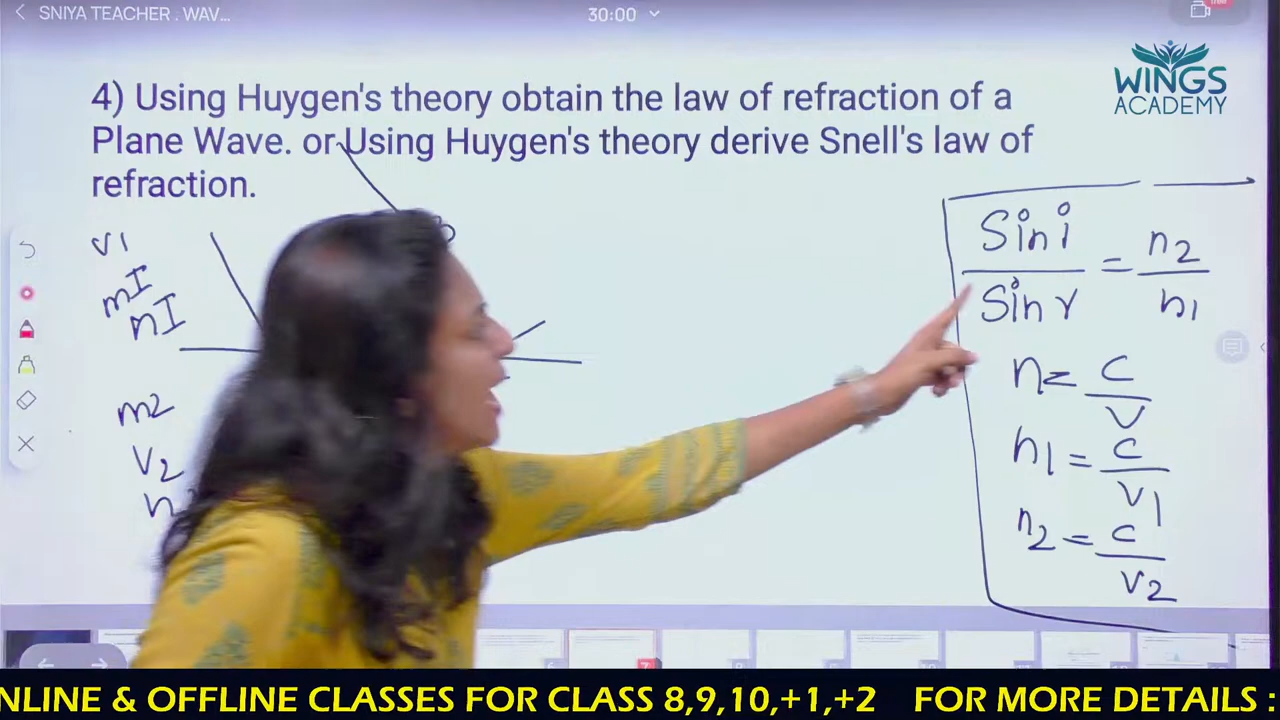 SNIYA TEACHER . WAV...
30:00
WINGS
ACADEMY
4) Using Huygen's theory obtain the law of refraction of a
Plane Wave. or Using Huygen's theory derive Snell's law of
refraction.
v1
mI
nI
m2
v2
n
Sin i / Sin r = n2 / n1
n = c / v
n1 = c / v1
n2 = c / v2
NLINE & OFFLINE CLASSES FOR CLASS 8,9,10,+1,+2 FOR MORE DETAILS :